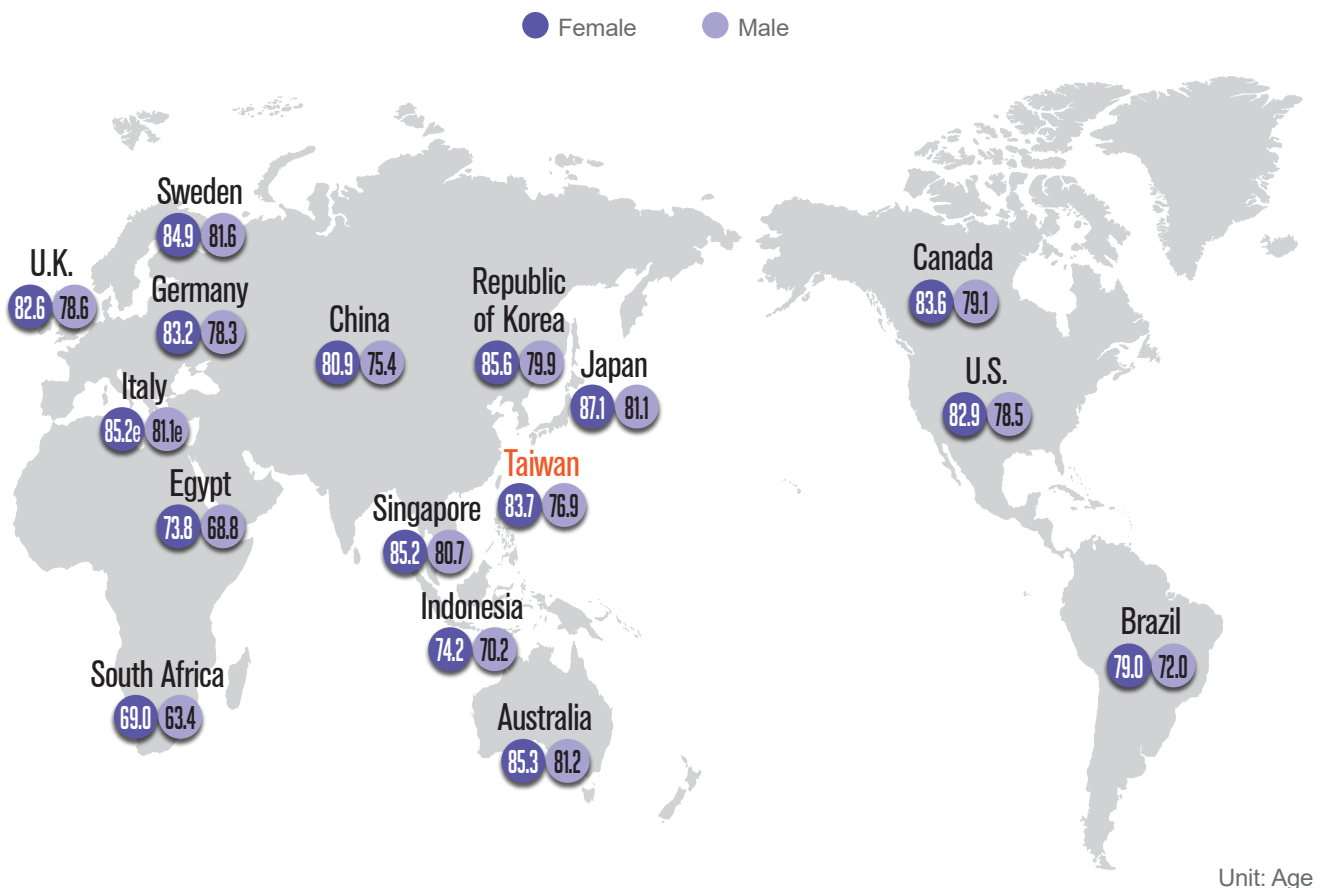 Female Male
Sweden
84.9 81.6
U.K.
82.6 78.6
Germany
83.2 78.3
Italy
85.2e 81.1e
Egypt
73.8 68.8
South Africa
69.0 63.4
China
80.9 75.4
Republic
of Korea
85.6 79.9
Japan
87.1 81.1
Taiwan
83.7 76.9
Singapore
85.2 80.7
Indonesia
74.2 70.2
Australia
85.3 81.2
Canada
83.6 79.1
U.S.
82.9 78.5
Brazil
79.0 72.0
Unit: Age